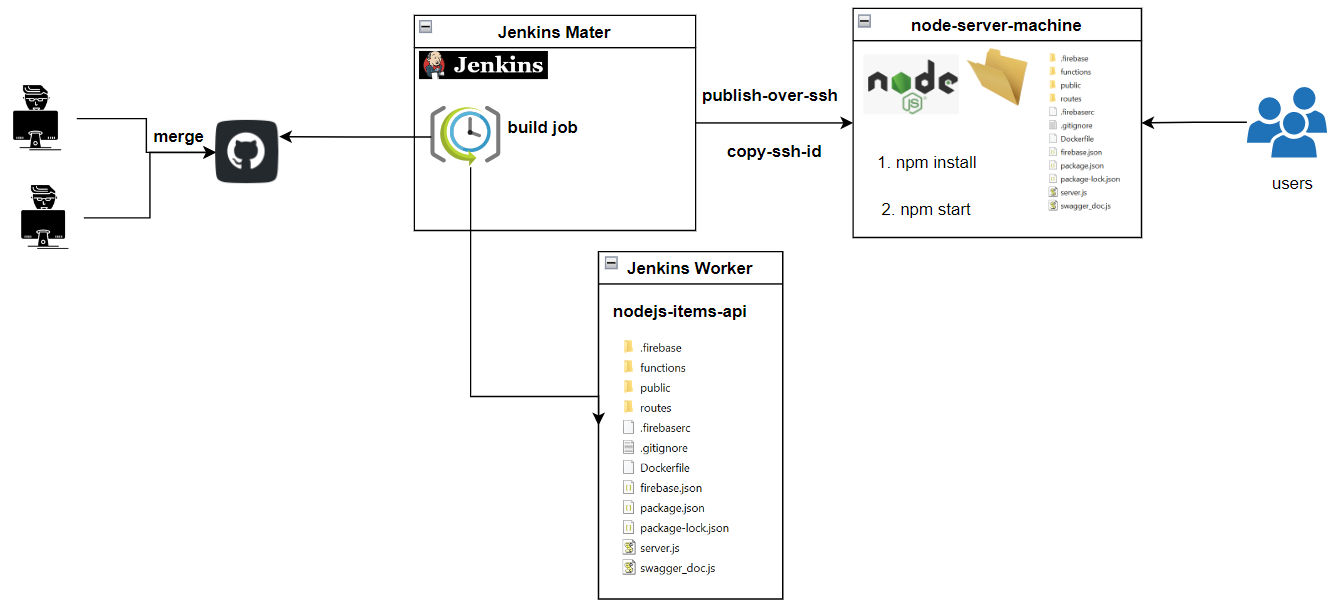 merge
Jenkins Mater
Jenkins
build job
publish-over-ssh
copy-ssh-id
node-server-machine
node
JS
1. npm install
2. npm start
.firebase
functions
public
routes
.firebaserc
.gitignore
Dockerfile
firebase.json
package.json
package-lock.json
server.js
swagger_doc.js
users
Jenkins Worker
nodejs-items-api
.firebase
functions
public
routes
.firebaserc
.gitignore
Dockerfile
firebase.json
package.json
package-lock.json
server.js
swagger_doc.js